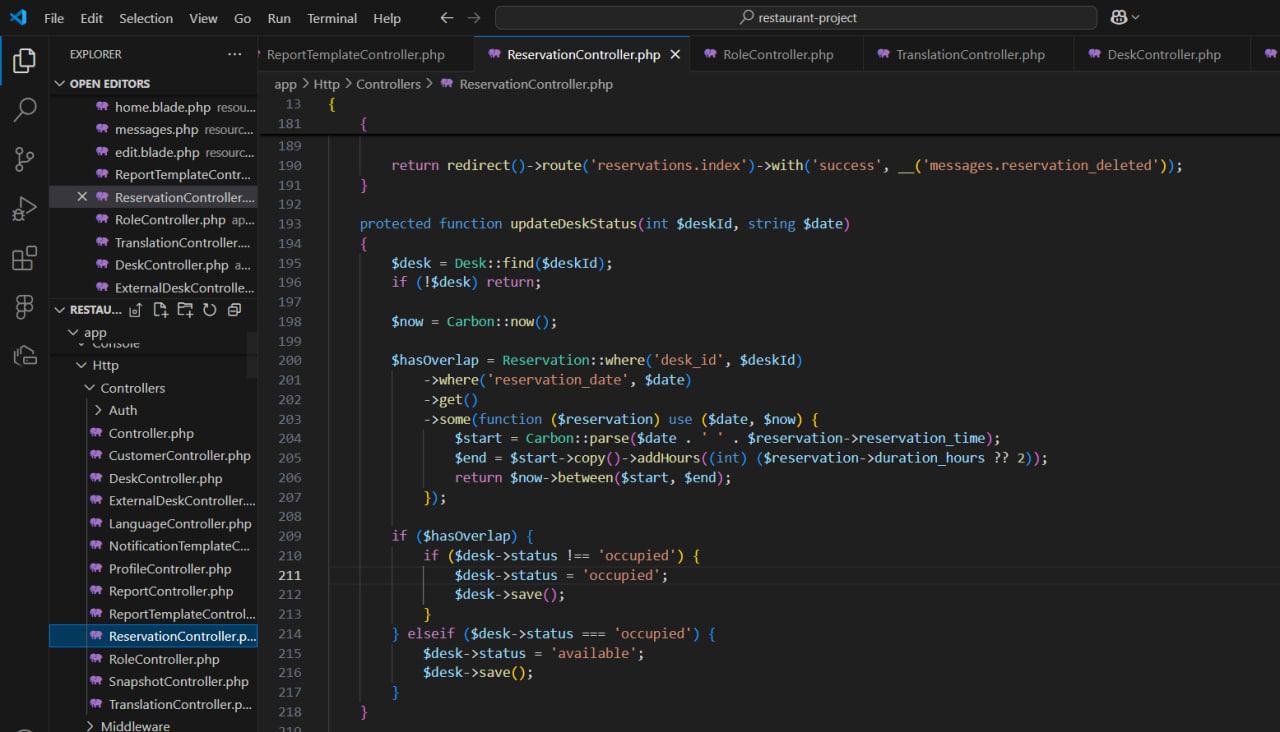 File Edit Selection View Go Run Terminal Help
restaurant-project
EXPLORER
OPEN EDITORS
home.blade.php resou...
messages.php resourc...
edit.blade.php resourc...
ReportTemplateContr...
ReservationController....
RoleController.php ap...
TranslationController....
DeskController.php a...
ExternalDeskControlle...
RESTAU...
app
Console
Http
Controllers
Auth
Controller.php
CustomerController.php
DeskController.php
ExternalDeskController....
LanguageController.php
NotificationTemplateC...
ProfileController.php
ReportController.php
ReportTemplateControl...
ReservationController.p...
RoleController.php
SnapshotController.php
TranslationController.p...
Middleware
ReportTemplateController.php ReservationController.php RoleController.php TranslationController.php DeskController.php
app > Http > Controllers > ReservationController.php
13 {
181 {
189
190 return redirect()->route('reservations.index')->with('success', __('messages.reservation_deleted'));
191 }
192
193 protected function updateDeskStatus(int $deskId, string $date)
194 {
195 $desk = Desk::find($deskId);
196 if (!$desk) return;
197
198 $now = Carbon::now();
199
200 $hasOverlap = Reservation::where('desk_id', $deskId)
201 ->where('reservation_date', $date)
202 ->get()
203 ->some(function ($reservation) use ($date, $now) {
204 $start = Carbon::parse($date . ' ' . $reservation->reservation_time);
205 $end = $start->copy()->addHours((int) ($reservation->duration_hours ?? 2));
206 return $now->between($start, $end);
207 });
208
209 if ($hasOverlap) {
210 if ($desk->status !== 'occupied') {
211 $desk->status = 'occupied';
212 $desk->save();
213 }
214 } elseif ($desk->status === 'occupied') {
215 $desk->status = 'available';
216 $desk->save();
217 }
218 }
219